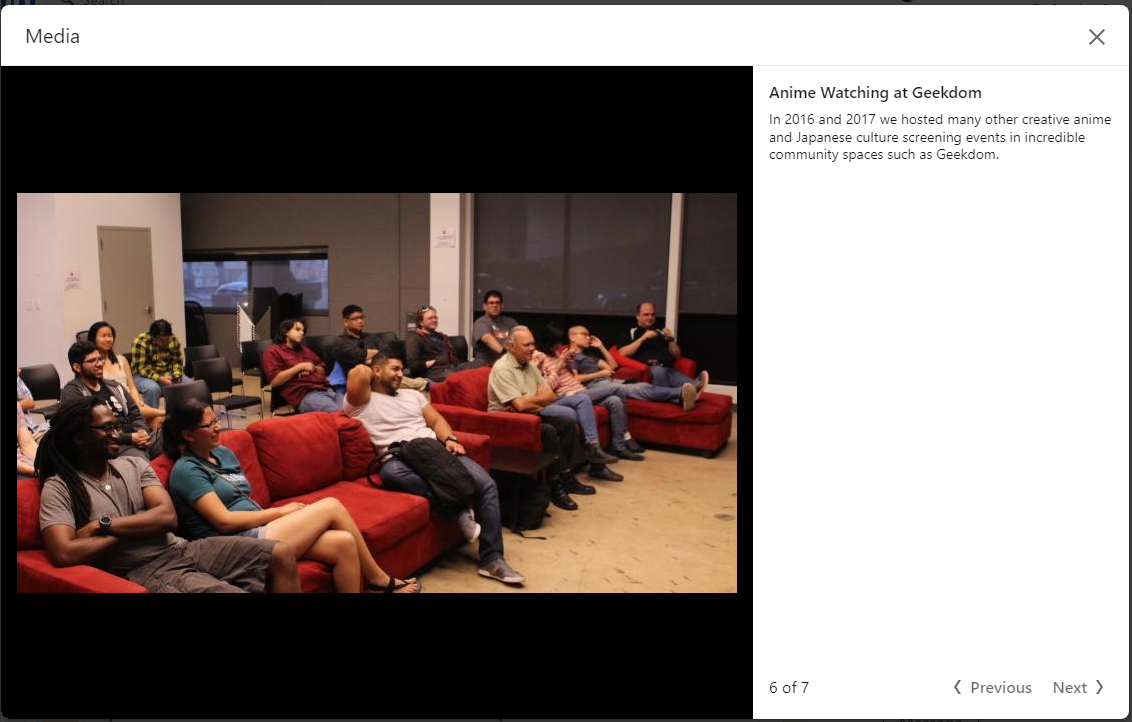 Search
Media
Anime Watching at Geekdom
In 2016 and 2017 we hosted many other creative anime
and Japanese culture screening events in incredible
community spaces such as Geekdom.
6 of 7
Previous
Next